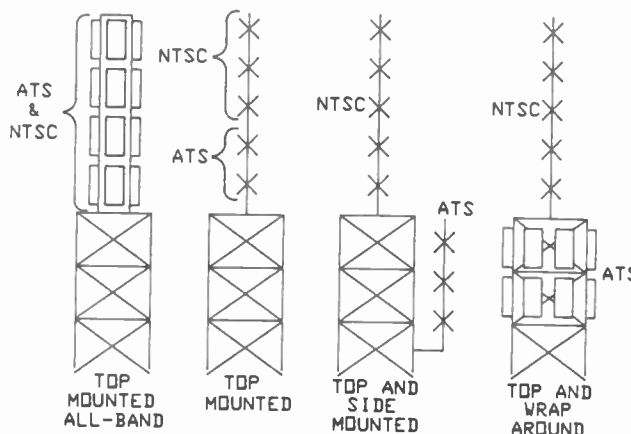 ATS
&
NTSC
NTSC
ATS
NTSC
ATS
NTSC
ATS
TOP
MOUNTED
ALL-BAND
TOP
MOUNTED
TOP AND
SIDE
MOUNTED
TOP AND
WRAP
AROUND